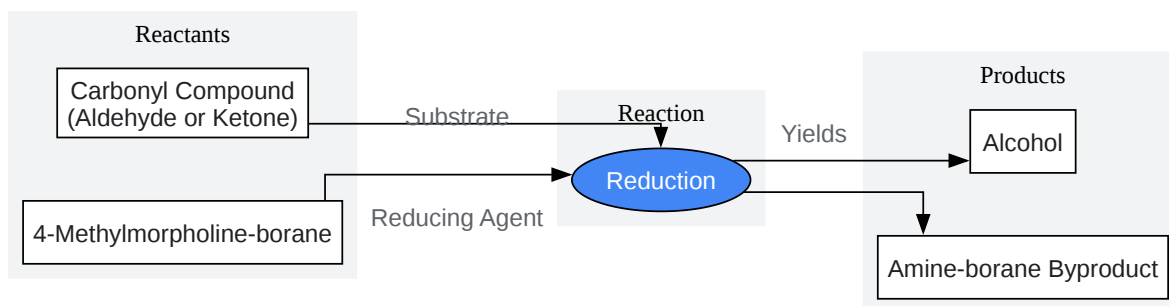 Reactants
Carbonyl Compound
(Aldehyde or Ketone)
4-Methylmorpholine-borane
Substrate
Reducing Agent
Reaction
Reduction
Yields
Products
Alcohol
Amine-borane Byproduct